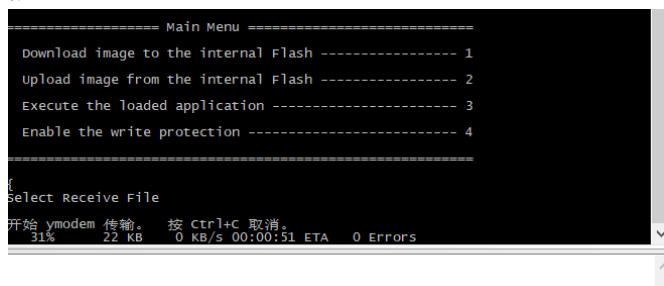 =================== Main Menu ============================
Download image to the internal Flash ----------------- 1
Upload image from the internal Flash ----------------- 2
Execute the loaded application ----------------------- 3
Enable the write protection -------------------------- 4
===========================================================
{
Select Receive File
开始 ymodem 传输。 按 Ctrl+C 取消。
31% 22 KB 0 KB/s 00:00:51 ETA 0 Errors